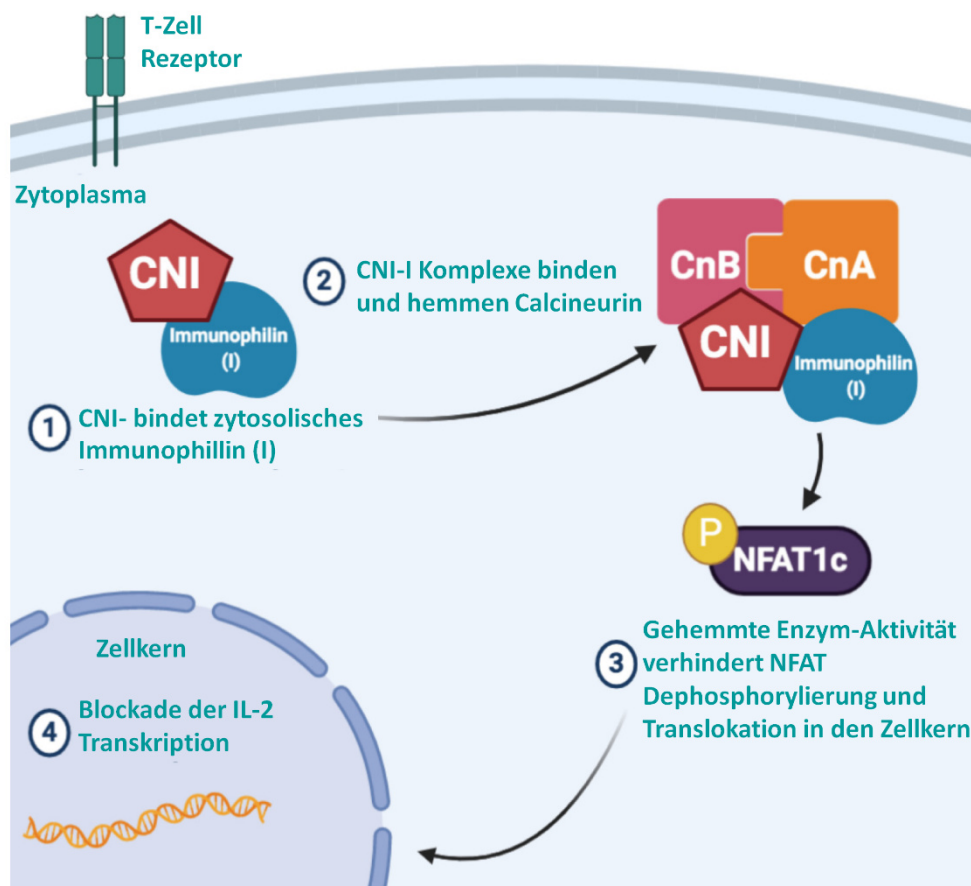 T-Zell
Rezeptor
Zytoplasma
CNI
Immunophilin
(I)
1
CNI- bindet zytosolisches
Immunophillin (I)
2
CNI-I Komplexe binden
und hemmen Calcineurin
CnB
CnA
CNI
Immunophilin
(I)
P
NFAT1c
3
Gehemmte Enzym-Aktivität
verhindert NFAT
Dephosphorylierung und
Translokation in den Zellkern
Zellkern
4
Blockade der IL-2
Transkription